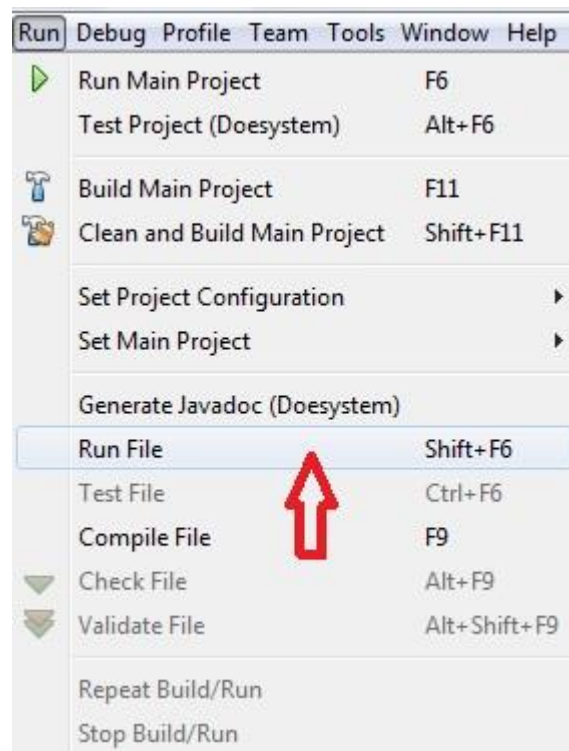 Run Debug Profile Team Tools Window Help
Run Main Project F6
Test Project (Doesystem) Alt+F6
Build Main Project F11
Clean and Build Main Project Shift+F11
Set Project Configuration
Set Main Project
Generate Javadoc (Doesystem)
Run File Shift+F6
Test File Ctrl+F6
Compile File F9
Check File Alt+F9
Validate File Alt+Shift+F9
Repeat Build/Run
Stop Build/Run